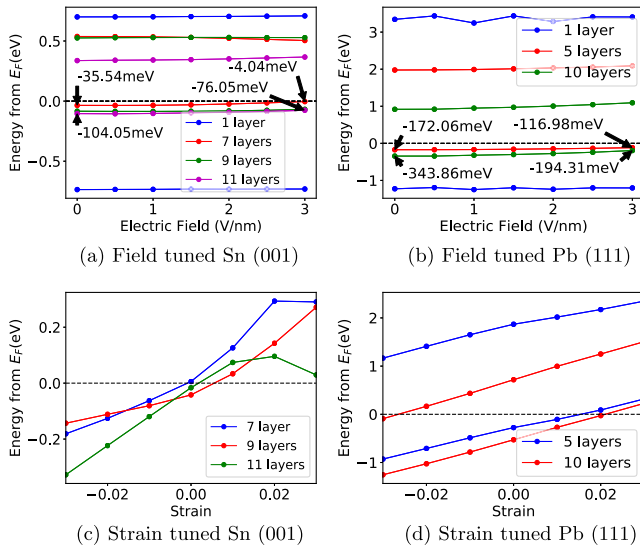 Energy from E_F(eV)
0.5
0.0
−0.5
-35.54meV
-4.04meV
-76.05meV
-104.05meV
1 layer
7 layers
9 layers
11 layers
0
1
2
3
Electric Field (V/nm)
(a) Field tuned Sn (001)
Energy from E_F(eV)
3
2
1
0
−1
1 layer
5 layers
10 layers
-172.06meV
-116.98meV
-343.86meV
-194.31meV
0
1
2
3
Electric Field (V/nm)
(b) Field tuned Pb (111)
Energy from E_F(eV)
0.2
0.0
−0.2
7 layer
9 layers
11 layers
−0.02
0.00
0.02
Strain
(c) Strain tuned Sn (001)
Energy from E_F(eV)
2
1
0
−1
5 layers
10 layers
−0.02
0.00
0.02
Strain
(d) Strain tuned Pb (111)